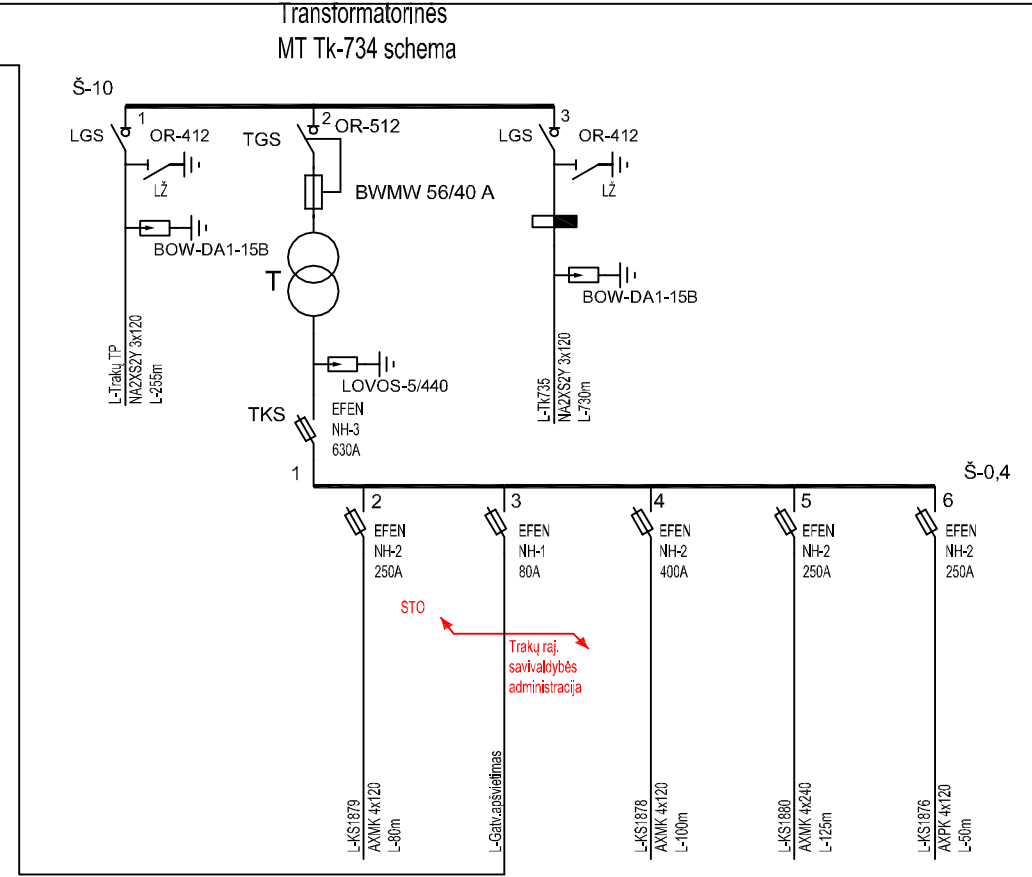 Transformatorinės
MT Tk-734 schema
Š-10
1
LGS
OR-412
LŽ
BOW-DA1-15B
L-Trakų TP
NA2XS2Y 3x120
L-255m
2
TGS
OR-512
BWMW 56/40 A
T
LOVOS-5/440
TKS
EFEN
NH-3
630A
3
LGS
OR-412
LŽ
BOW-DA1-15B
L-Tk735
NA2XS2Y 3x120
L-730m
1
Š-0,4
2
EFEN
NH-2
250A
3
EFEN
NH-1
80A
4
EFEN
NH-2
400A
5
EFEN
NH-2
250A
6
EFEN
NH-2
250A
STO
Trakų raj.
savivaldybės
administracija
L-KS1879
AXMK 4x120
L-80m
L-Gatv.apšvietimas
L-KS1878
AXMK 4x120
L-100m
L-KS1880
AXMK 4x240
L-125m
L-KS1876
AXPK 4x120
L-50m